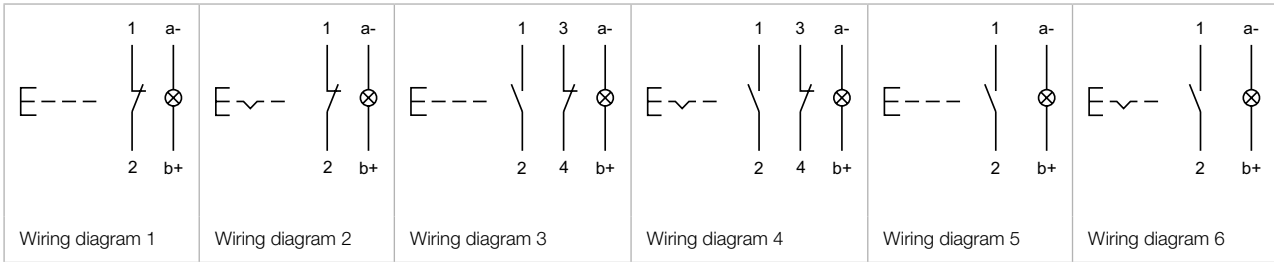 1 a- 1 a- 1 3 a- 1 3 a- 1 a- 1 a-
2 b+ 2 b+ 2 4 b+ 2 4 b+ 2 b+ 2 b+
Wiring diagram 1 Wiring diagram 2 Wiring diagram 3 Wiring diagram 4 Wiring diagram 5 Wiring diagram 6